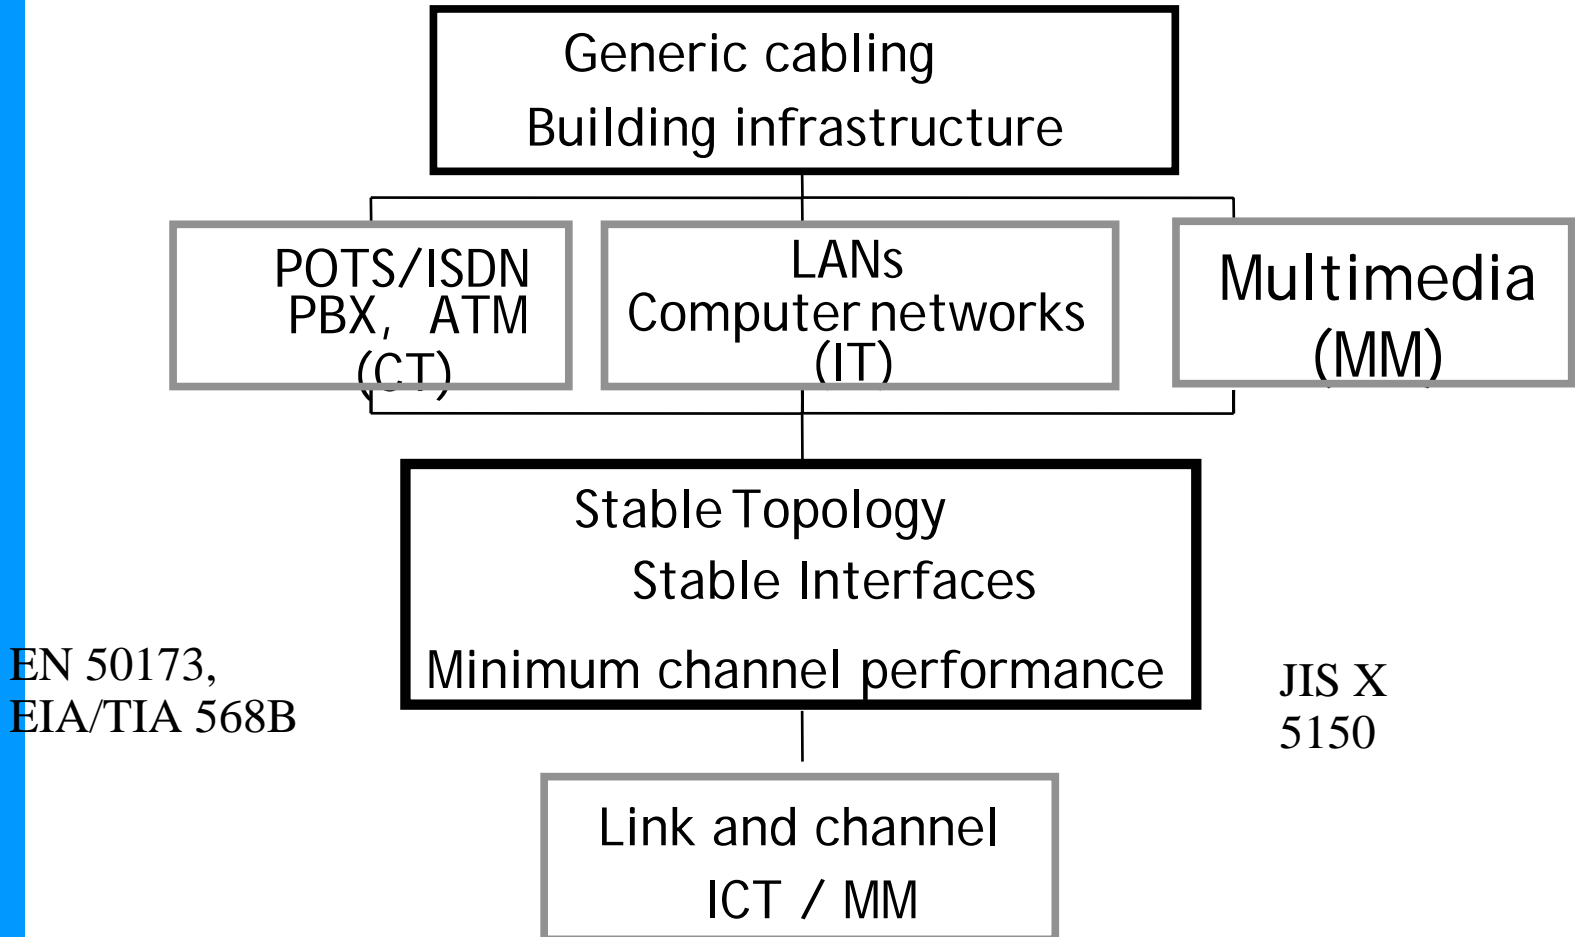 Generic cabling
Building infrastructure
POTS/ISDN
PBX, ATM
(CT)
LANs
Computer networks
(IT)
Multimedia
(MM)
Stable Topology
Stable Interfaces
Minimum channel performance
EN 50173,
EIA/TIA 568B
JIS X
5150
Link and channel
ICT / MM